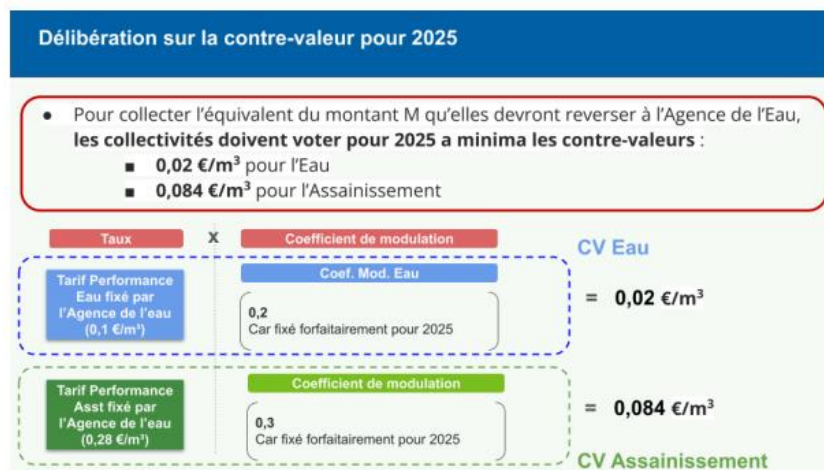 Délibération sur la contre-valeur pour 2025
● Pour collecter l'équivalent du montant M qu'elles devront reverser à l'Agence de l'Eau,
les collectivités doivent voter pour 2025 a minima les contre-valeurs :
■ 0,02 €/m³ pour l'Eau
■ 0,084 €/m³ pour l'Assainissement
Taux x Coefficient de modulation
CV Eau
Tarif Performance
Eau fixé par
l'Agence de l'eau
(0,1 €/m³)
Coef. Mod. Eau
0,2
Car fixé forfaitairement pour 2025
= 0,02 €/m³
Tarif Performance
Asst fixé par
l'Agence de l'eau
(0,28 €/m³)
Coefficient de modulation
0,3
Car fixé forfaitairement pour 2025
= 0,084 €/m³
CV Assainissement